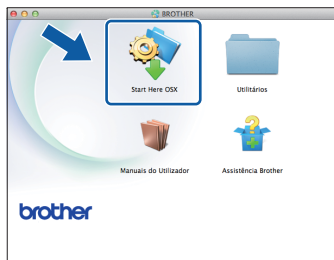 BROTHER
Start Here OSX
Utilitários
Manuais do Utilizador
Assistência Brother
brother